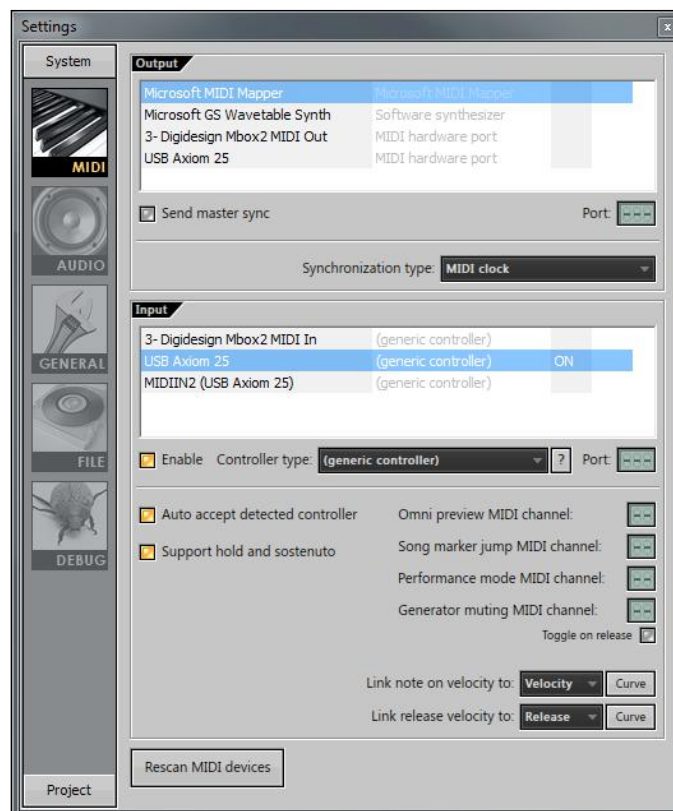 Settings
x
System
MIDI
AUDIO
GENERAL
FILE
DEBUG
Project
Output
Microsoft MIDI Mapper Microsoft MIDI Mapper
Microsoft GS Wavetable Synth Software synthesizer
3- Digidesign Mbox2 MIDI Out MIDI hardware port
USB Axiom 25 MIDI hardware port
Send master sync Port: ---
Synchronization type: MIDI clock
Input
3- Digidesign Mbox2 MIDI In (generic controller)
USB Axiom 25 (generic controller) ON
MIDIIN2 (USB Axiom 25) (generic controller)
Enable Controller type: (generic controller) ? Port: ---
Auto accept detected controller Omni preview MIDI channel: --
Support hold and sostenuto Song marker jump MIDI channel: --
Performance mode MIDI channel: --
Generator muting MIDI channel: --
Toggle on release
Link note on velocity to: Velocity Curve
Link release velocity to: Release Curve
Rescan MIDI devices